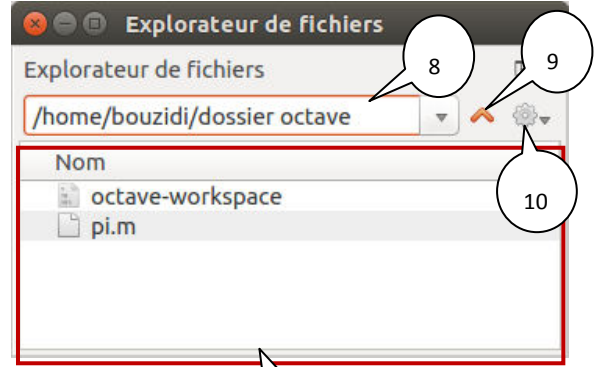 Explorateur de fichiers
Explorateur de fichiers
8
9
/home/bouzidi/dossier octave
10
Nom
octave-workspace
pi.m